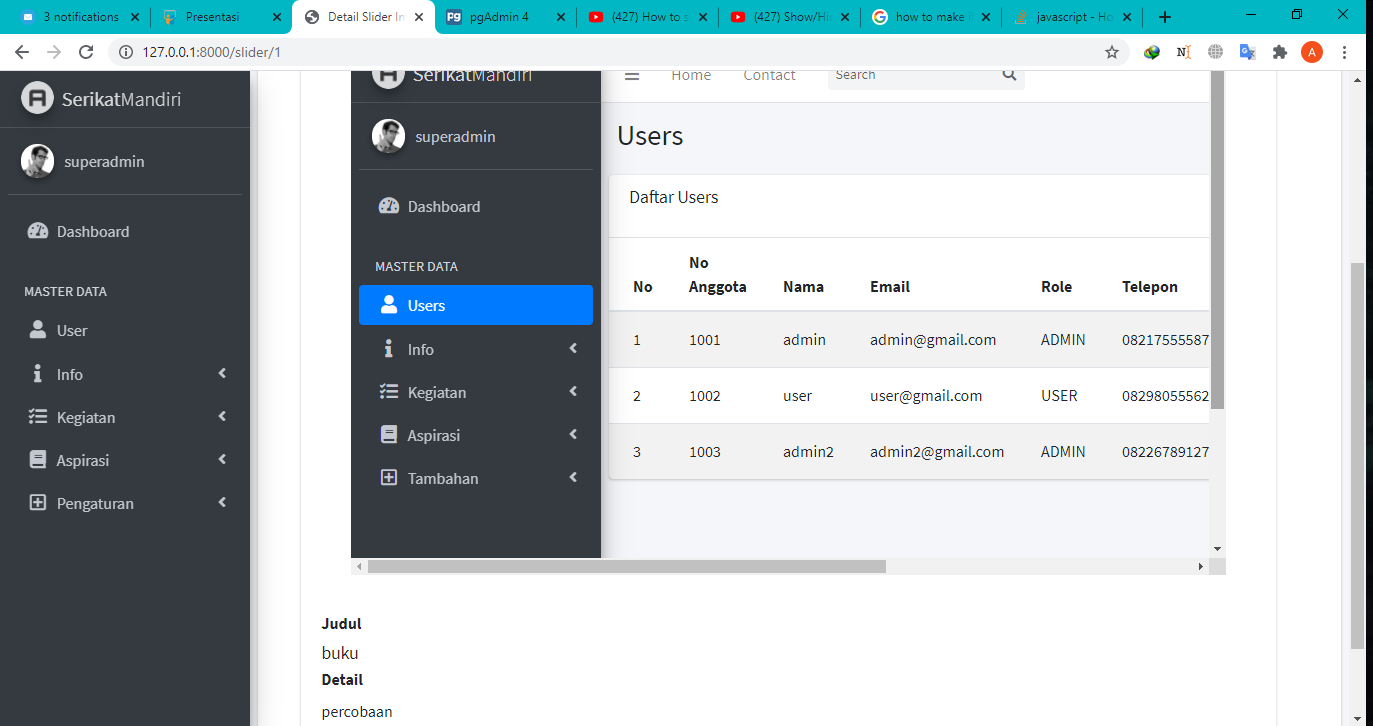 3 notifications
Presentasi
Detail Slider In
pgAdmin 4
(427) How to s
(427) Show/Hi
how to make i
javascript - Ho
127.0.0.1:8000/slider/1
A
SerikatMandiri
superadmin
Dashboard
MASTER DATA
User
Info
Kegiatan
Aspirasi
Pengaturan
SerikatMandiri
Home Contact Search
superadmin
Dashboard
MASTER DATA
Users
Info
Kegiatan
Aspirasi
Tambahan
Users
Daftar Users
No No Anggota Nama Email Role Telepon
1 1001 admin admin@gmail.com ADMIN 08217555587
2 1002 user user@gmail.com USER 08298055562
3 1003 admin2 admin2@gmail.com ADMIN 08226789127
Judul
buku
Detail
percobaan